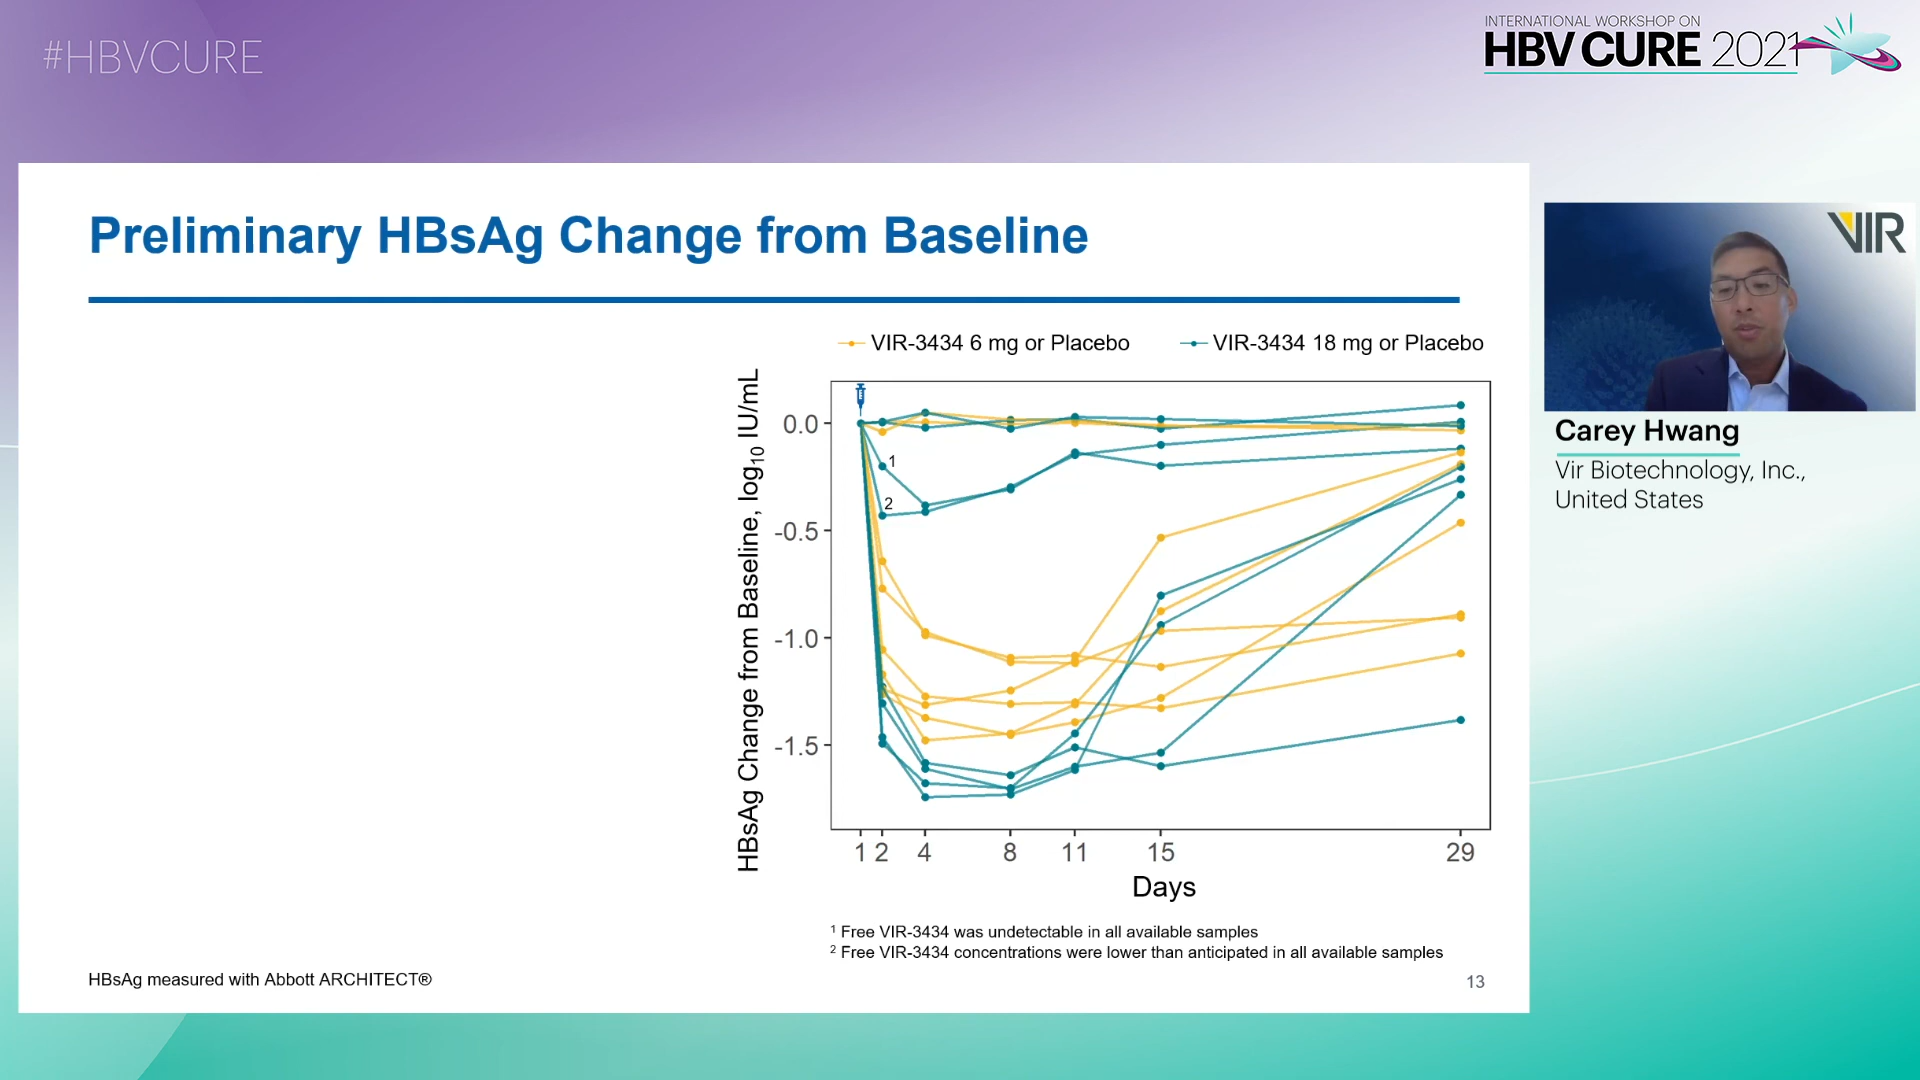 #HBVCURE
INTERNATIONAL WORKSHOP ON
HBV CURE 2021
Preliminary HBsAg Change from Baseline
VIR-3434 6 mg or Placebo
VIR-3434 18 mg or Placebo
HBsAg Change from Baseline, log10 IU/mL
0.0
-0.5
-1.0
-1.5
1
2
1 2 4 8 11 15 29
Days
1 Free VIR-3434 was undetectable in all available samples
2 Free VIR-3434 concentrations were lower than anticipated in all available samples
HBsAg measured with Abbott ARCHITECT®
13
VIR
Carey Hwang
Vir Biotechnology, Inc.,
United States